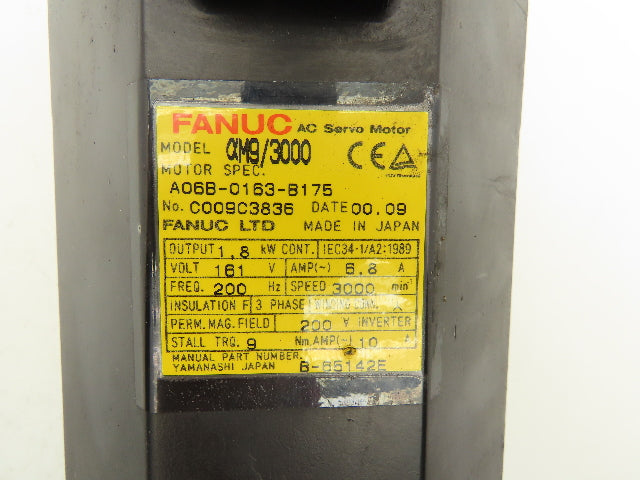 FANUC AC Servo Motor
MODEL αM9/3000
MOTOR SPEC.
A06B-0163-B175
No. C009C3836 DATE 00.09
FANUC LTD MADE IN JAPAN
OUTPUT 1.8 kW CONT. IEC34-1/A2:1989
VOLT 161 V AMP(~) 6.8 A
FREQ. 200 Hz SPEED 3000 min⁻¹
INSULATION F 3 PHASE
PERM. MAG. FIELD 200 V INVERTER
STALL TRQ. 9 Nm AMP(~) 10
MANUAL PART NUMBER
YAMANASHI JAPAN B-65142E